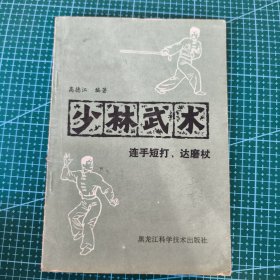 高德江 编著
少林武术
连手短打、达磨杖
黑龙江科学技术出版社